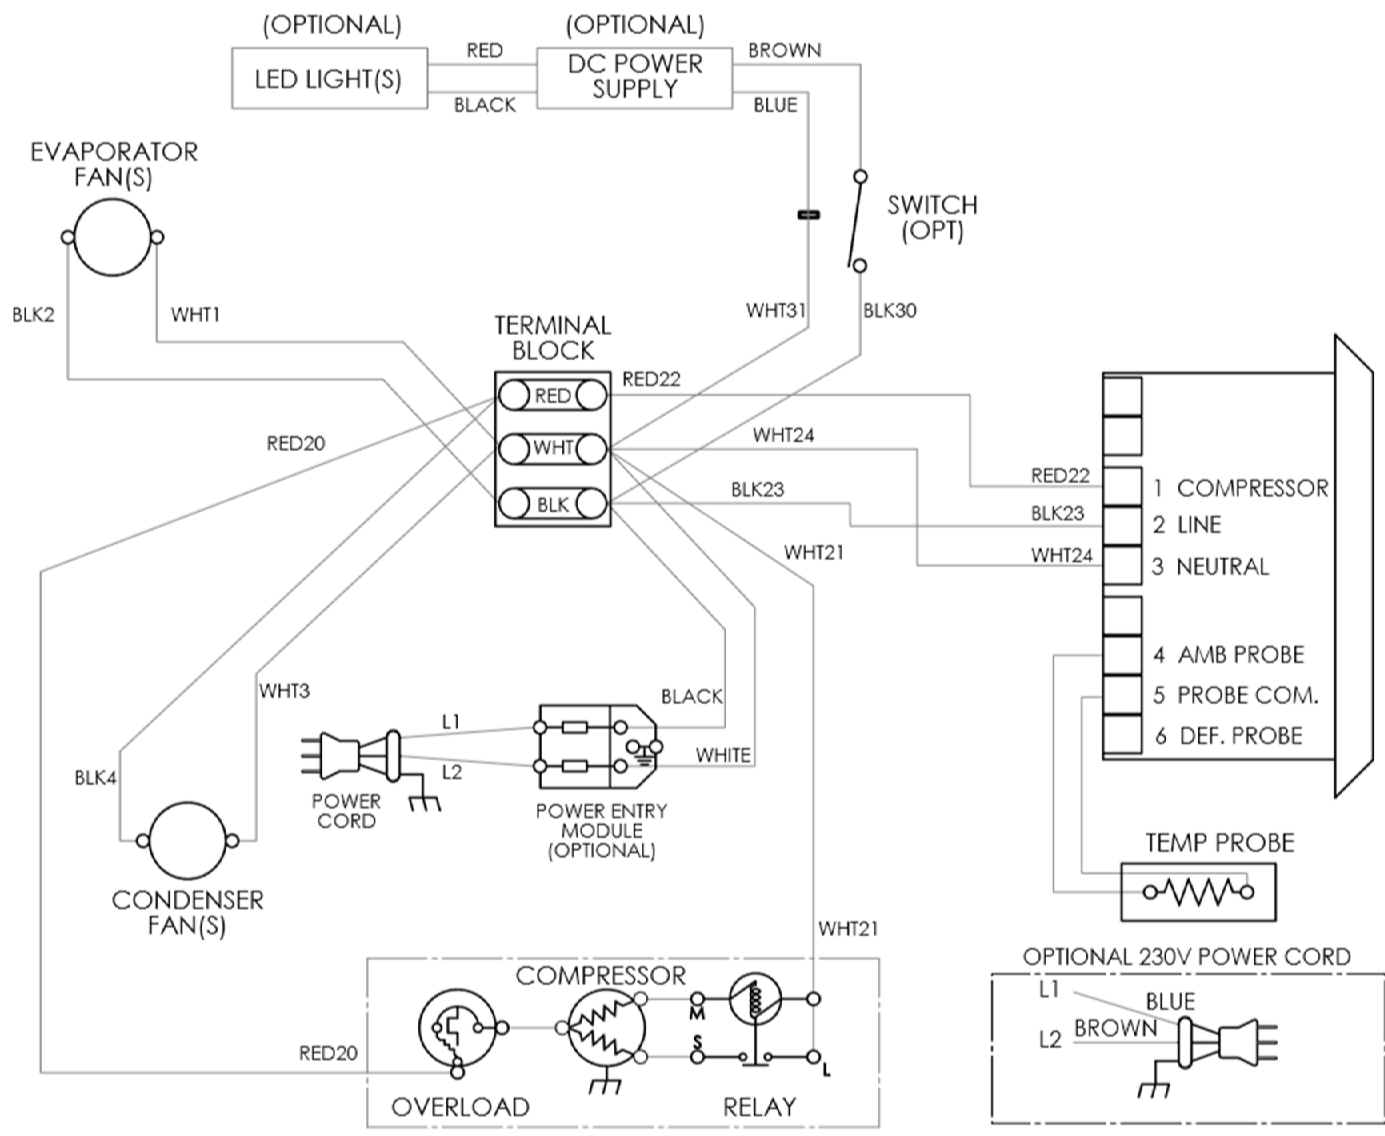 (OPTIONAL)
(OPTIONAL)
LED LIGHT(S)
RED
BLACK
DC POWER
SUPPLY
BROWN
BLUE
EVAPORATOR
FAN(S)
SWITCH
(OPT)
BLK2
WHT1
WHT31
BLK30
TERMINAL
BLOCK
RED
WHT
BLK
RED22
RED20
WHT24
BLK23
WHT21
RED22
BLK23
WHT24
1 COMPRESSOR
2 LINE
3 NEUTRAL
4 AMB PROBE
5 PROBE COM.
6 DEF. PROBE
WHT3
BLACK
L1
WHITE
L2
BLK4
POWER
CORD
POWER ENTRY
MODULE
(OPTIONAL)
TEMP PROBE
CONDENSER
FAN(S)
WHT21
OPTIONAL 230V POWER CORD
L1
BLUE
L2
BROWN
COMPRESSOR
M
S
L
RED20
OVERLOAD
RELAY